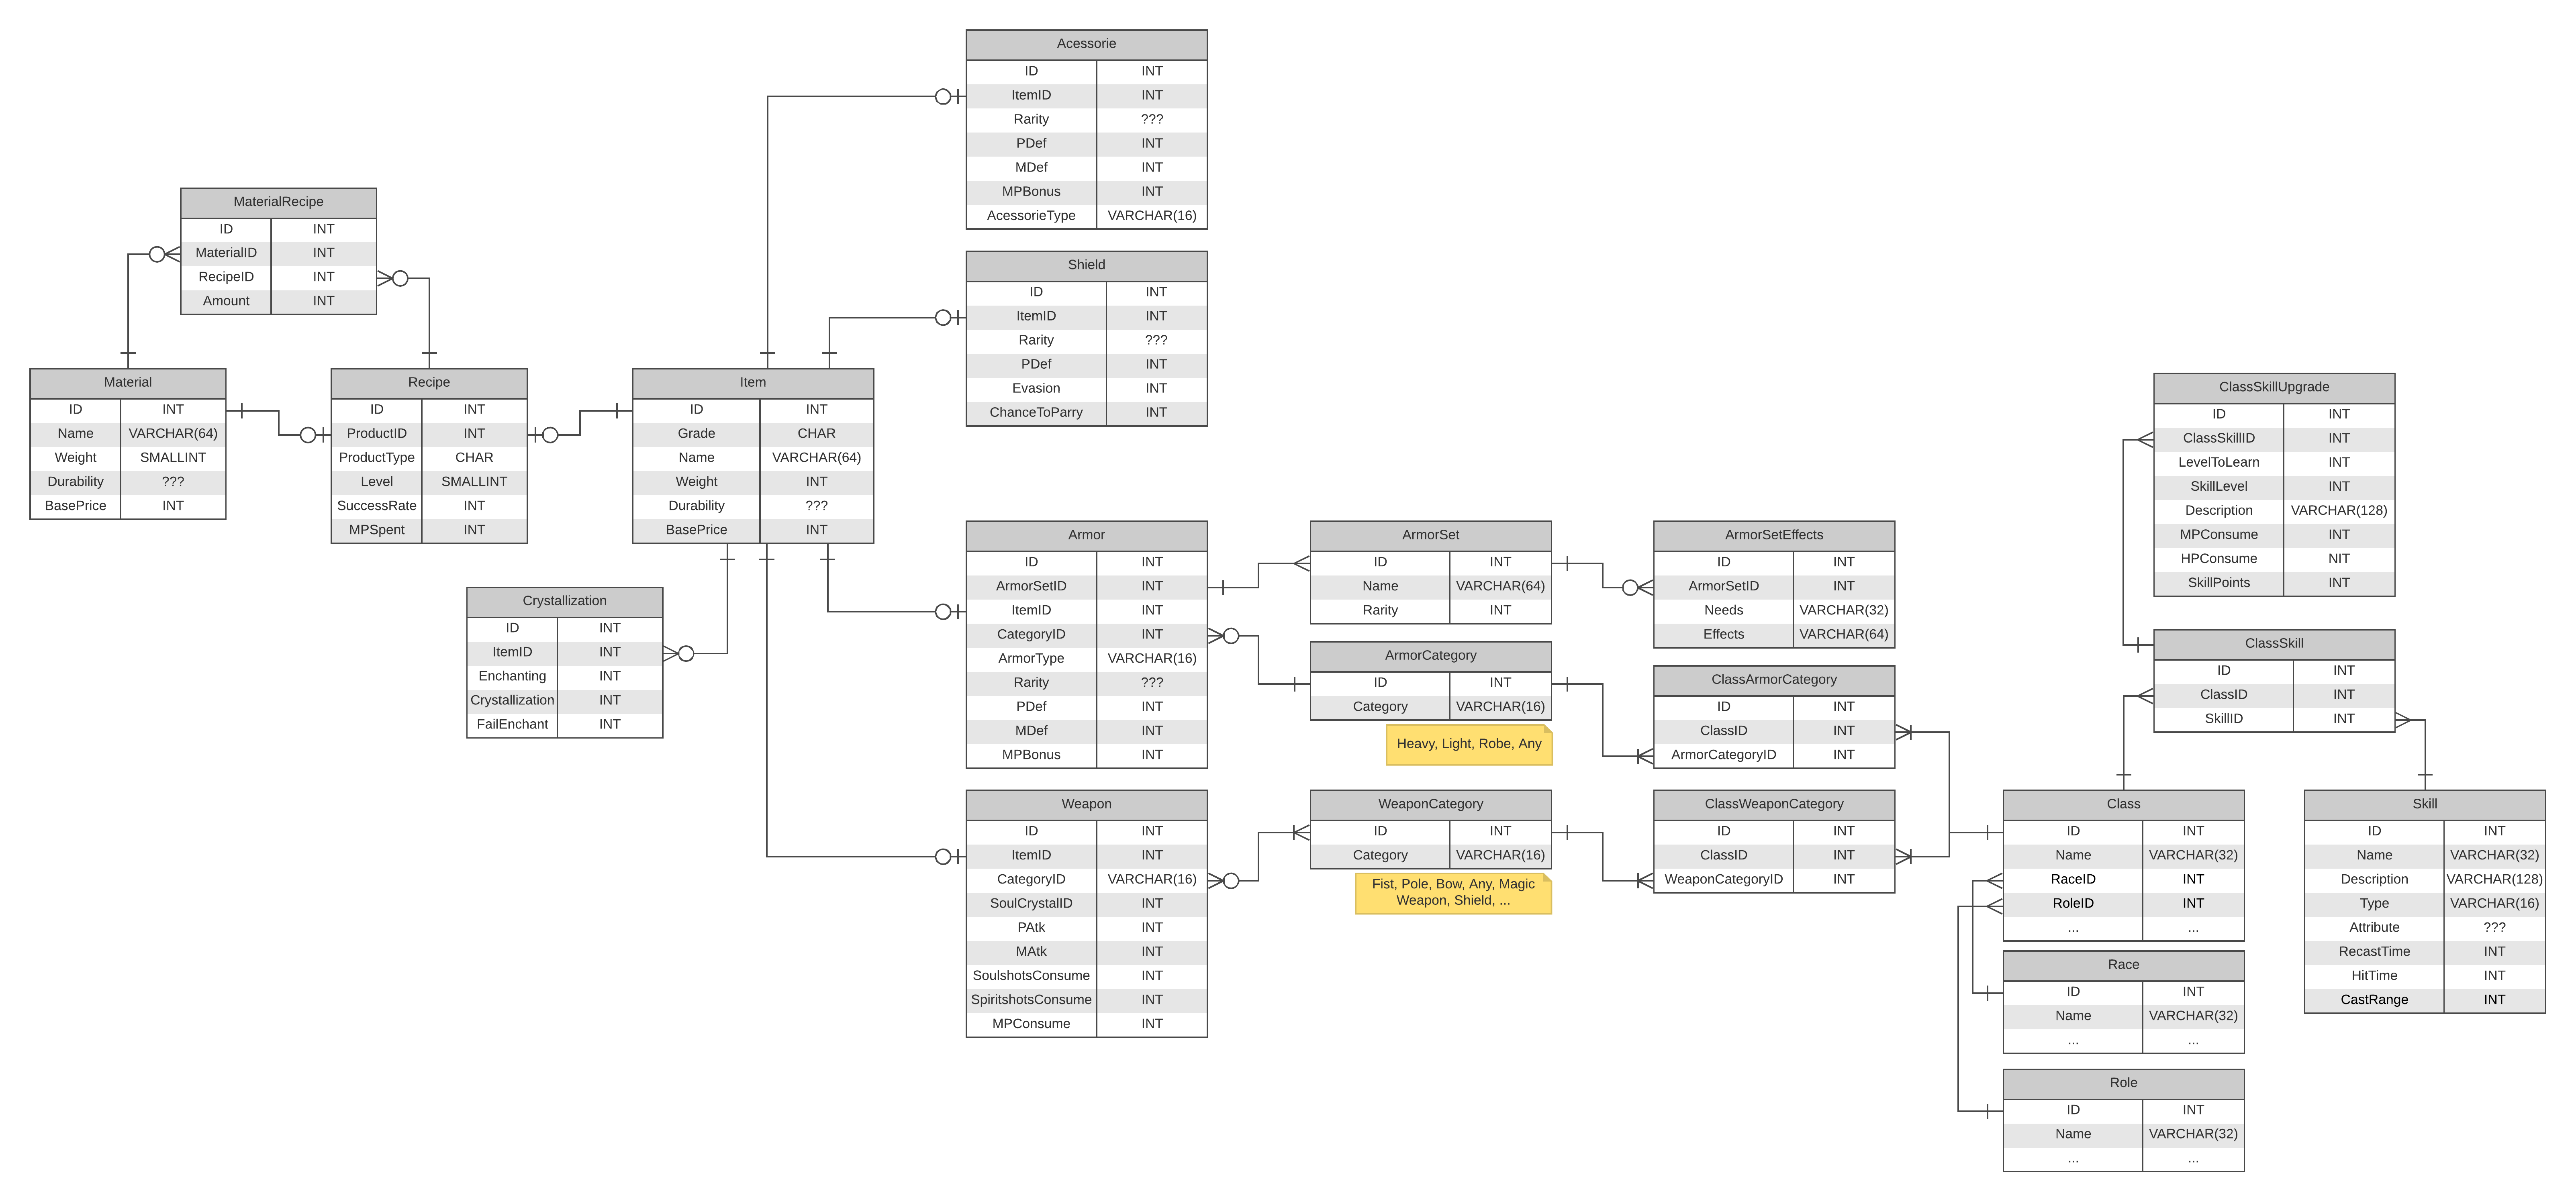 Acessorie
ID INT
ItemID INT
Rarity ???
PDef INT
MDef INT
MPBonus INT
AcessorieType VARCHAR(16)
MaterialRecipe
ID INT
MaterialID INT
RecipeID INT
Amount INT
Shield
ID INT
ItemID INT
Rarity ???
PDef INT
Evasion INT
ChanceToParry INT
Material
ID INT
Name VARCHAR(64)
Weight SMALLINT
Durability ???
BasePrice INT
Recipe
ID INT
ProductID INT
ProductType CHAR
Level SMALLINT
SuccessRate INT
MPSpent INT
Item
ID INT
Grade CHAR
Name VARCHAR(64)
Weight INT
Durability ???
BasePrice INT
Crystallization
ID INT
ItemID INT
Enchanting INT
Crystallization INT
FailEnchant INT
Armor
ID INT
ArmorSetID INT
ItemID INT
CategoryID INT
ArmorType VARCHAR(16)
Rarity ???
PDef INT
MDef INT
MPBonus INT
ArmorSet
ID INT
Name VARCHAR(64)
Rarity INT
ArmorSetEffects
ID INT
ArmorSetID INT
Needs VARCHAR(32)
Effects VARCHAR(64)
ArmorCategory
ID INT
Category VARCHAR(16)
Heavy, Light, Robe, Any
ClassArmorCategory
ID INT
ClassID INT
ArmorCategoryID INT
Weapon
ID INT
ItemID INT
CategoryID VARCHAR(16)
SoulCrystalID INT
PAtk INT
MAtk INT
SoulshotsConsume INT
SpiritshotsConsume INT
MPConsume INT
WeaponCategory
ID INT
Category VARCHAR(16)
Fist, Pole, Bow, Any, Magic
Weapon, Shield, ...
ClassWeaponCategory
ID INT
ClassID INT
WeaponCategoryID INT
ClassSkillUpgrade
ID INT
ClassSkillID INT
LevelToLearn INT
SkillLevel INT
Description VARCHAR(128)
MPConsume INT
HPConsume NIT
SkillPoints INT
ClassSkill
ID INT
ClassID INT
SkillID INT
Class
ID INT
Name VARCHAR(32)
RaceID INT
RoleID INT
... ...
Race
ID INT
Name VARCHAR(32)
... ...
Role
ID INT
Name VARCHAR(32)
... ...
Skill
ID INT
Name VARCHAR(32)
Description VARCHAR(128)
Type VARCHAR(16)
Attribute ???
RecastTime INT
HitTime INT
CastRange INT